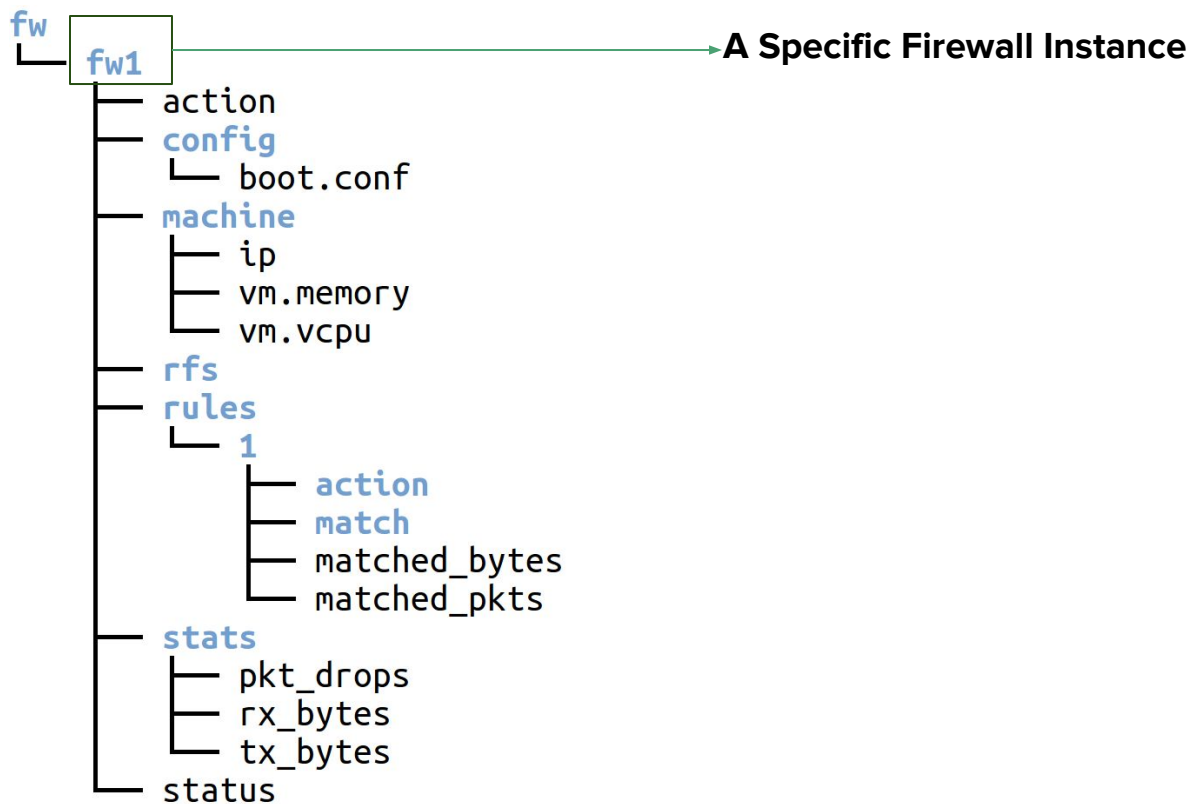 fw
fw1
A Specific Firewall Instance
action
config
boot.conf
machine
ip
vm.memory
vm.vcpu
rfs
rules
1
action
match
matched_bytes
matched_pkts
stats
pkt_drops
rx_bytes
tx_bytes
status